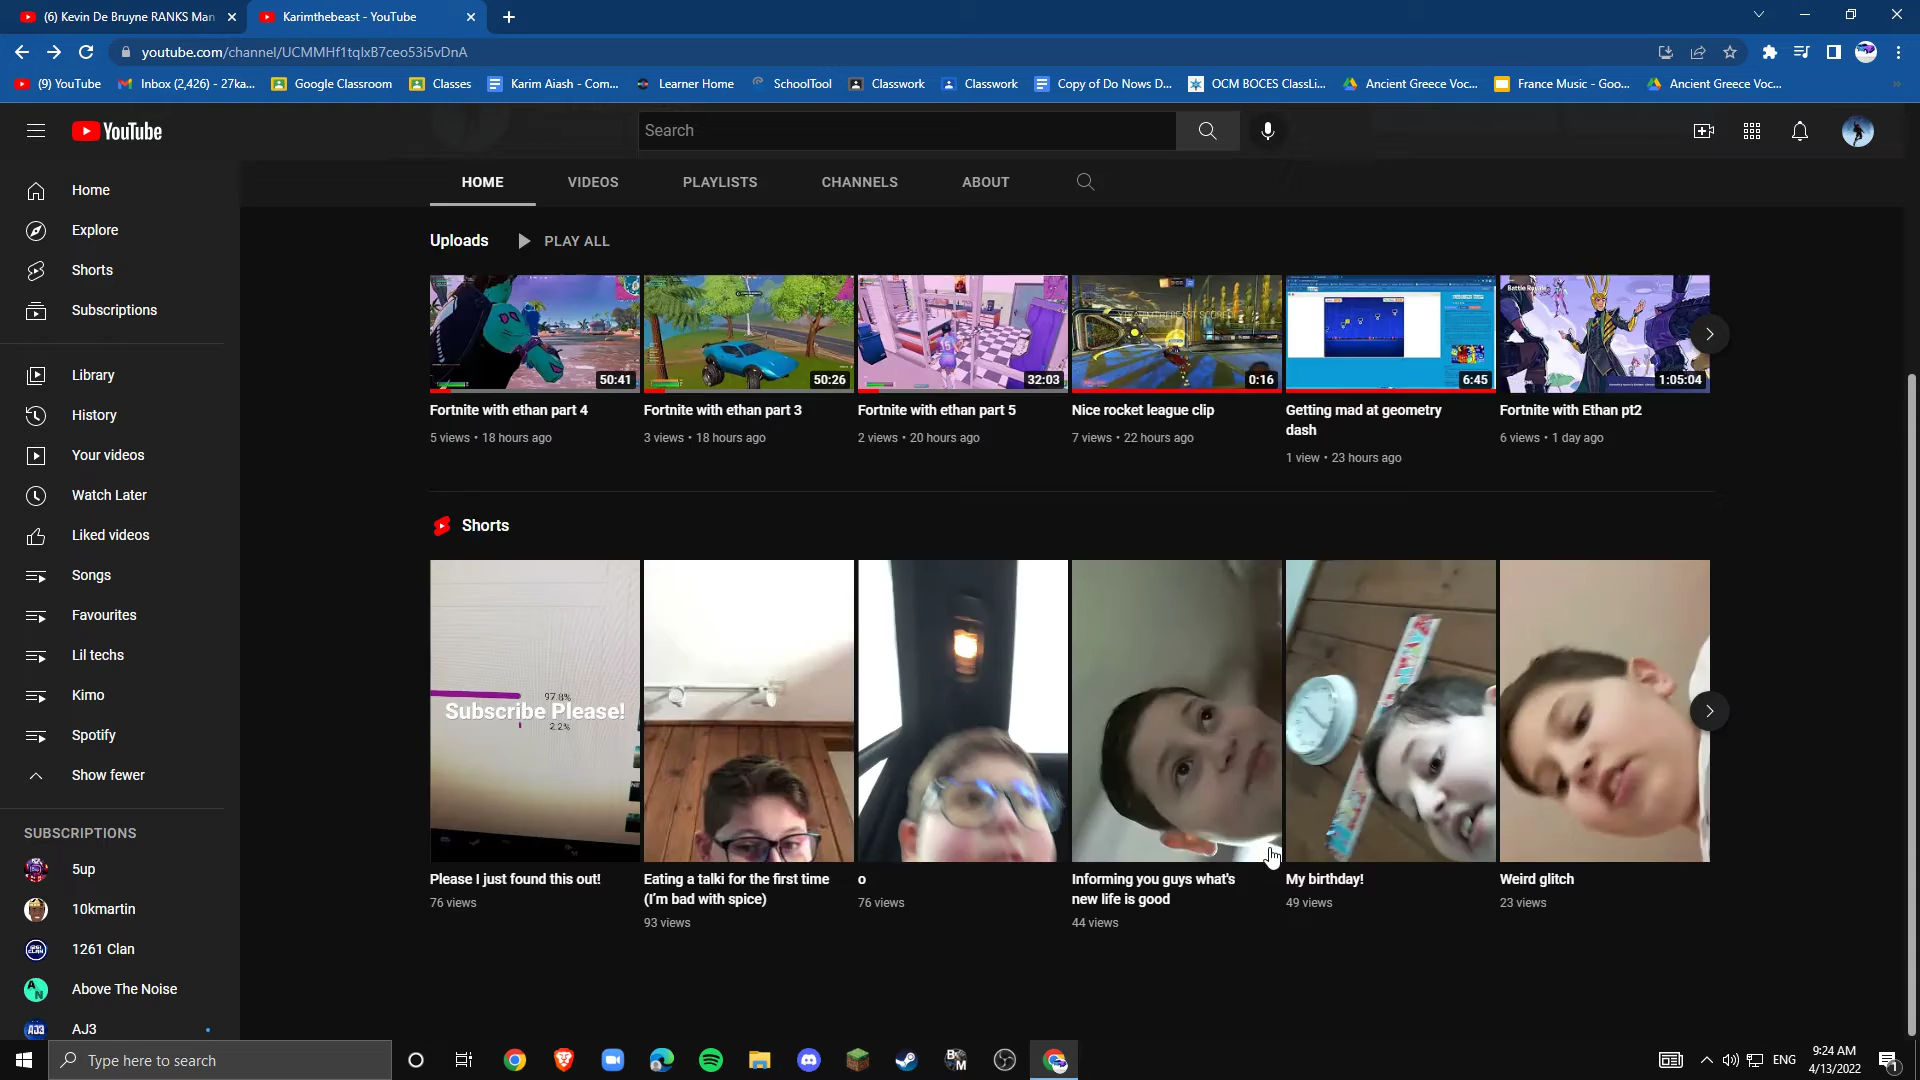 (6) Kevin De Bruyne RANKS Man
Karimthebeast - YouTube
youtube.com/channel/UCMMHf1tqlxB7ceo53i5vDnA
(9) YouTube
Inbox (2,426) - 27ka...
Google Classroom
Classes
Karim Aiash - Com...
Learner Home
SchoolTool
Classwork
Classwork
Copy of Do Nows D...
OCM BOCES ClassLi...
Ancient Greece Voc...
France Music - Goo...
Ancient Greece Voc...
YouTube
Search
HOME
VIDEOS
PLAYLISTS
CHANNELS
ABOUT
Home
Explore
Shorts
Subscriptions
Library
History
Your videos
Watch Later
Liked videos
Songs
Favourites
Lil techs
Kimo
Spotify
Show fewer
SUBSCRIPTIONS
5up
10kmartin
1261 Clan
Above The Noise
AJ3
Uploads
PLAY ALL
50:41
50:26
32:03
0:16
6:45
Battle Royale
1:05:04
Fortnite with ethan part 4
5 views • 18 hours ago
Fortnite with ethan part 3
3 views • 18 hours ago
Fortnite with ethan part 5
2 views • 20 hours ago
Nice rocket league clip
7 views • 22 hours ago
Getting mad at geometry
dash
1 view • 23 hours ago
Fortnite with Ethan pt2
6 views • 1 day ago
Shorts
97.8%
Subscribe Please!
2.2%
Please I just found this out!
76 views
Eating a talki for the first time
(I'm bad with spice)
93 views
o
76 views
Informing you guys what's
new life is good
44 views
My birthday!
49 views
Weird glitch
23 views
Type here to search
ENG
9:24 AM
4/13/2022
1